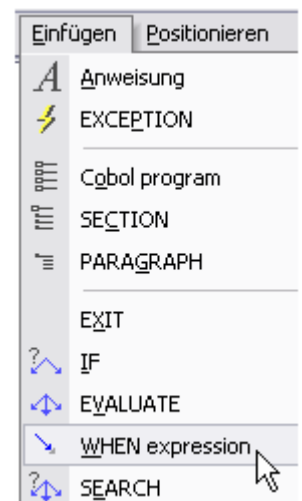 Einfügen Positionieren
Anweisung
EXCEPTION
Cobol program
SECTION
PARAGRAPH
EXIT
IF
EVALUATE
WHEN expression
SEARCH